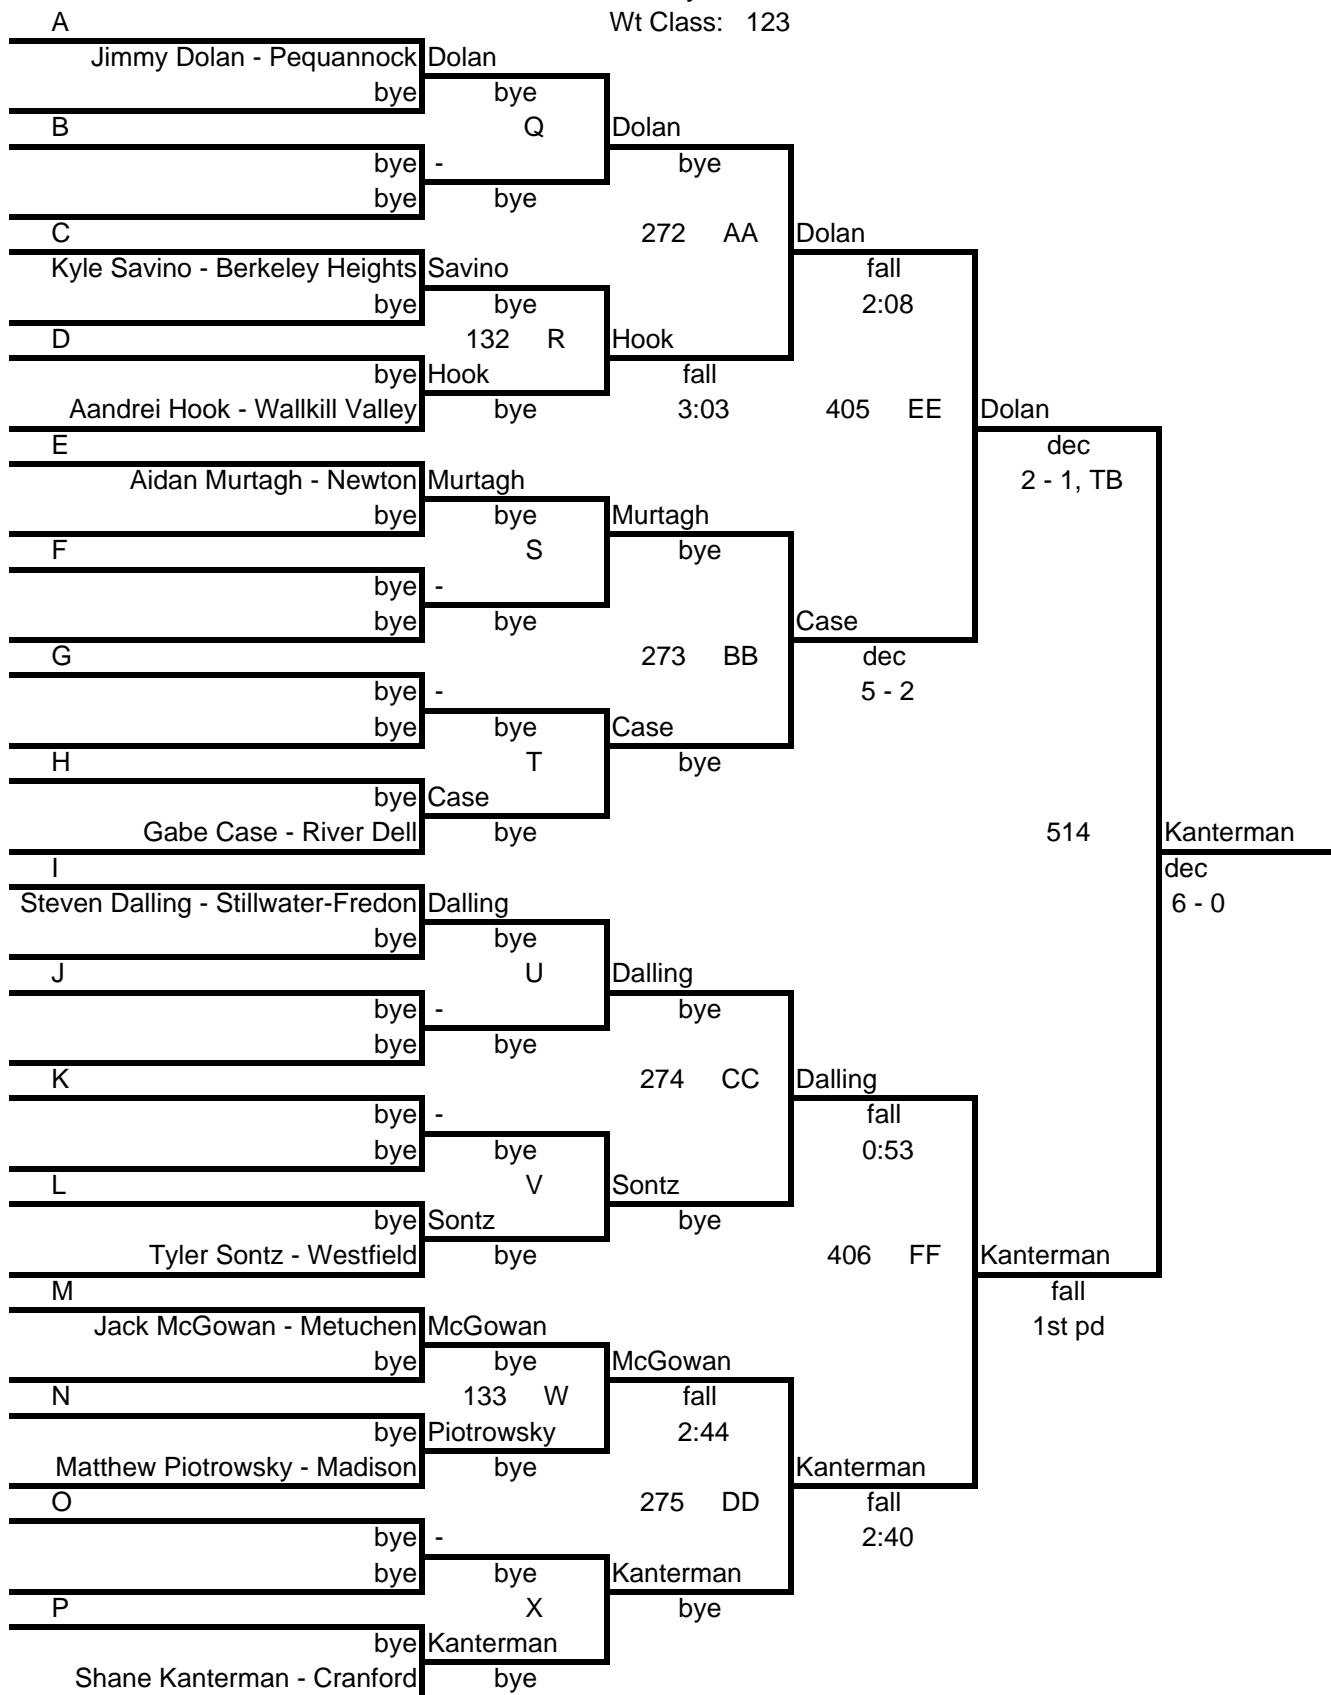 A
Wt Class: 123
Jimmy Dolan - Pequannock Dolan
bye bye
B Q Dolan
bye - bye
bye bye
C 272 AA Dolan
Kyle Savino - Berkeley Heights Savino fall
bye bye 2:08
D 132 R Hook
bye Hook fall
Aandrei Hook - Wallkill Valley bye 3:03 405 EE Dolan
E dec
Aidan Murtagh - Newton Murtagh 2 - 1, TB
bye bye Murtagh
F S bye
bye -
bye bye Case
G 273 BB dec
bye - 5 - 2
bye bye Case
H T bye
bye Case
Gabe Case - River Dell bye 514 Kanterman
I dec
Steven Dalling - Stillwater-Fredon Dalling 6 - 0
bye bye
J U Dalling
bye - bye
bye bye
K 274 CC Dalling
bye - fall
bye bye 0:53
L V Sontz
bye Sontz bye
Tyler Sontz - Westfield bye 406 FF Kanterman
M fall
Jack McGowan - Metuchen McGowan 1st pd
bye bye McGowan
N 133 W fall
bye Piotrowsky 2:44
Matthew Piotrowsky - Madison bye Kanterman
O 275 DD fall
bye - 2:40
bye bye Kanterman
P X bye
bye Kanterman
Shane Kanterman - Cranford bye